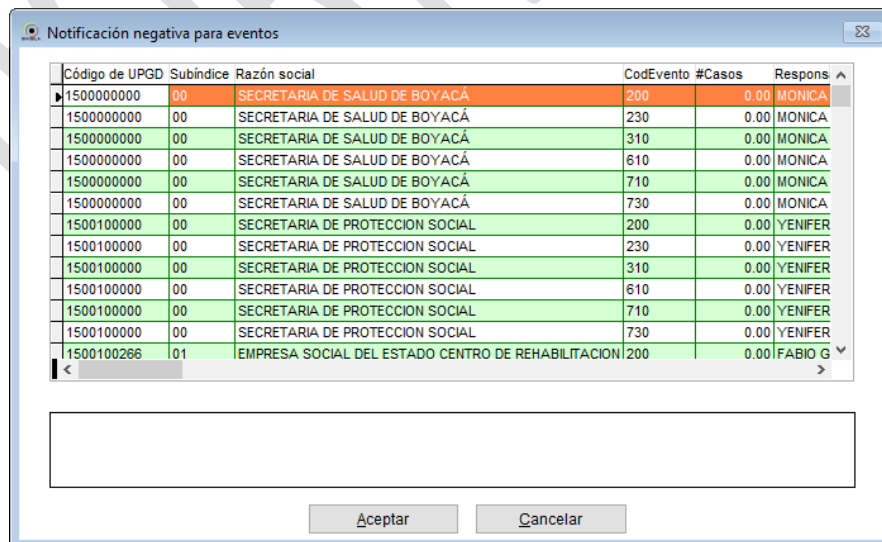 Notificación negativa para eventos
Código de UPGD Subíndice Razón social CodEvento #Casos Respons
1500000000 00 SECRETARIA DE SALUD DE BOYACÁ 200 0.00 MONICA
1500000000 00 SECRETARIA DE SALUD DE BOYACÁ 230 0.00 MONICA
1500000000 00 SECRETARIA DE SALUD DE BOYACÁ 310 0.00 MONICA
1500000000 00 SECRETARIA DE SALUD DE BOYACÁ 610 0.00 MONICA
1500000000 00 SECRETARIA DE SALUD DE BOYACÁ 710 0.00 MONICA
1500000000 00 SECRETARIA DE SALUD DE BOYACÁ 730 0.00 MONICA
1500100000 00 SECRETARIA DE PROTECCION SOCIAL 200 0.00 YENIFER
1500100000 00 SECRETARIA DE PROTECCION SOCIAL 230 0.00 YENIFER
1500100000 00 SECRETARIA DE PROTECCION SOCIAL 310 0.00 YENIFER
1500100000 00 SECRETARIA DE PROTECCION SOCIAL 610 0.00 YENIFER
1500100000 00 SECRETARIA DE PROTECCION SOCIAL 710 0.00 YENIFER
1500100000 00 SECRETARIA DE PROTECCION SOCIAL 730 0.00 YENIFER
1500100266 01 EMPRESA SOCIAL DEL ESTADO CENTRO DE REHABILITACION 200 0.00 FABIO G
Aceptar Cancelar